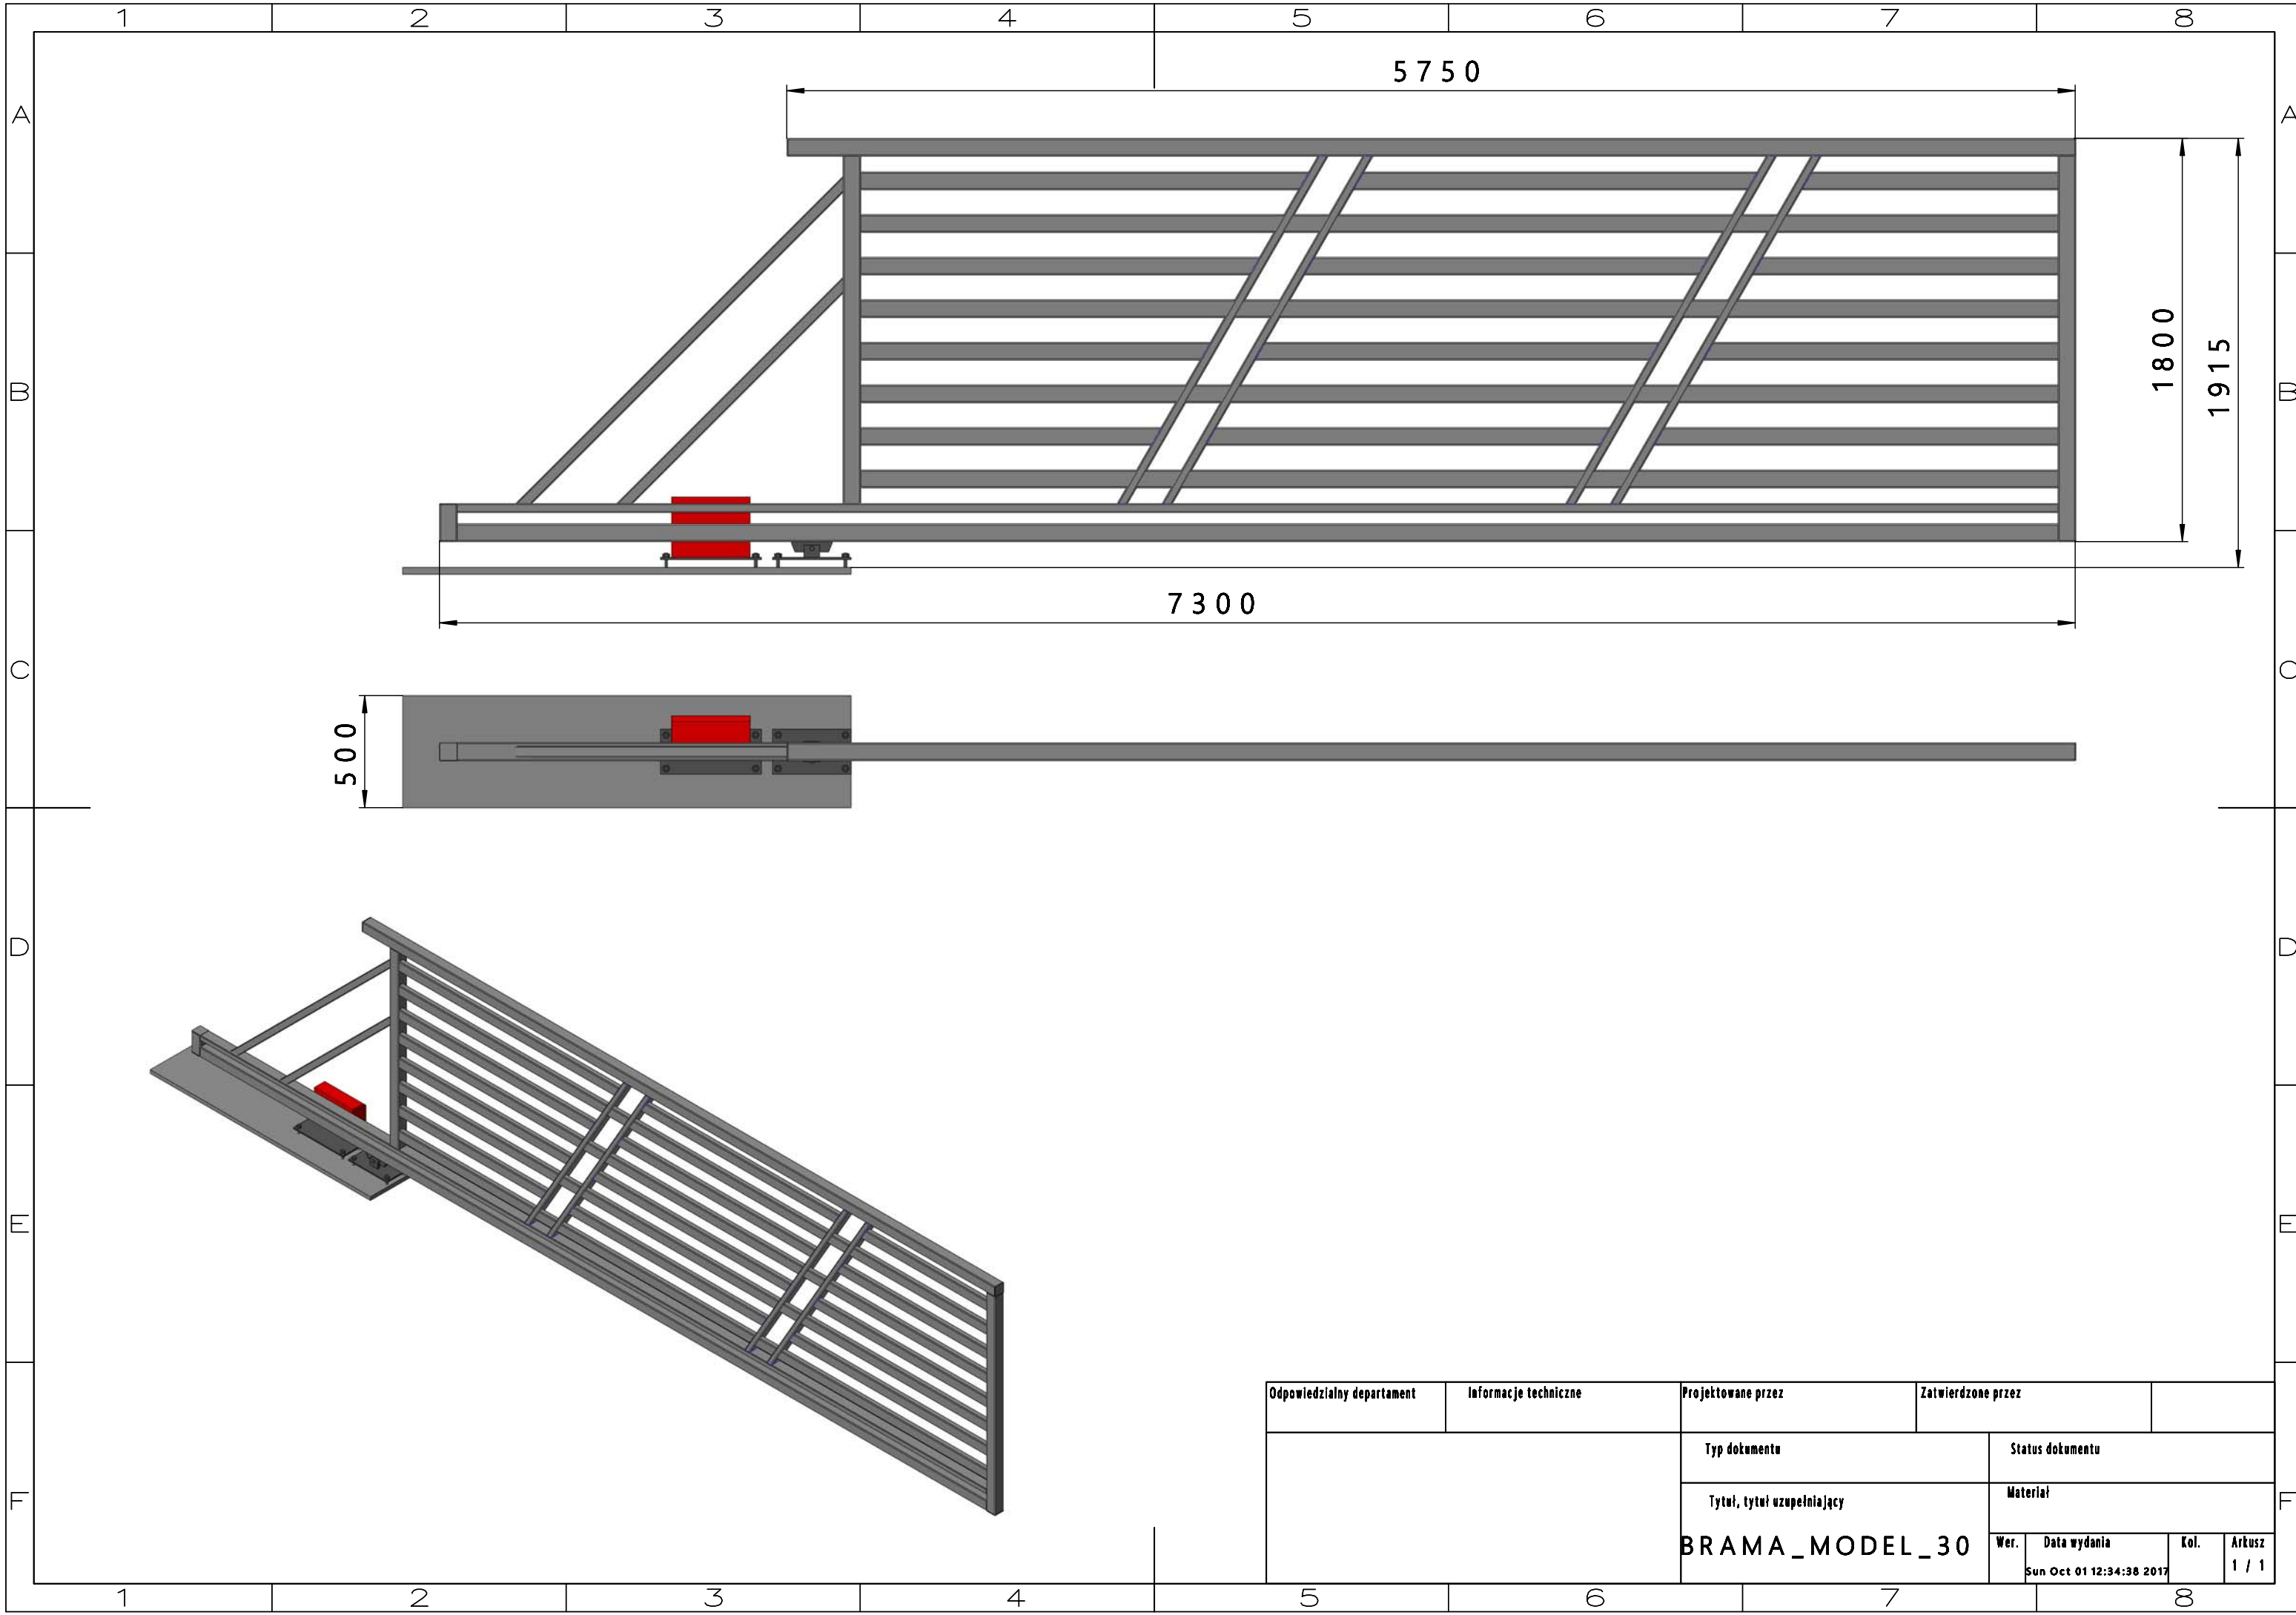 1 2 3 4 5 6 7 8
A A
5750
1800
1915
B B
7300
C C
500
D D
E E
Odpowiedzialny departament Informacje techniczne Projektowane przez Zatwierdzone przez
Typ dokumentu Status dokumentu
Tytuł, tytuł uzupełniający Materiał
F F
BRAMA_MODEL_30
Wer. Data wydania Kol. Arkusz
Sun Oct 01 12:34:38 2017 1 / 1
1 2 3 4 5 6 7 8